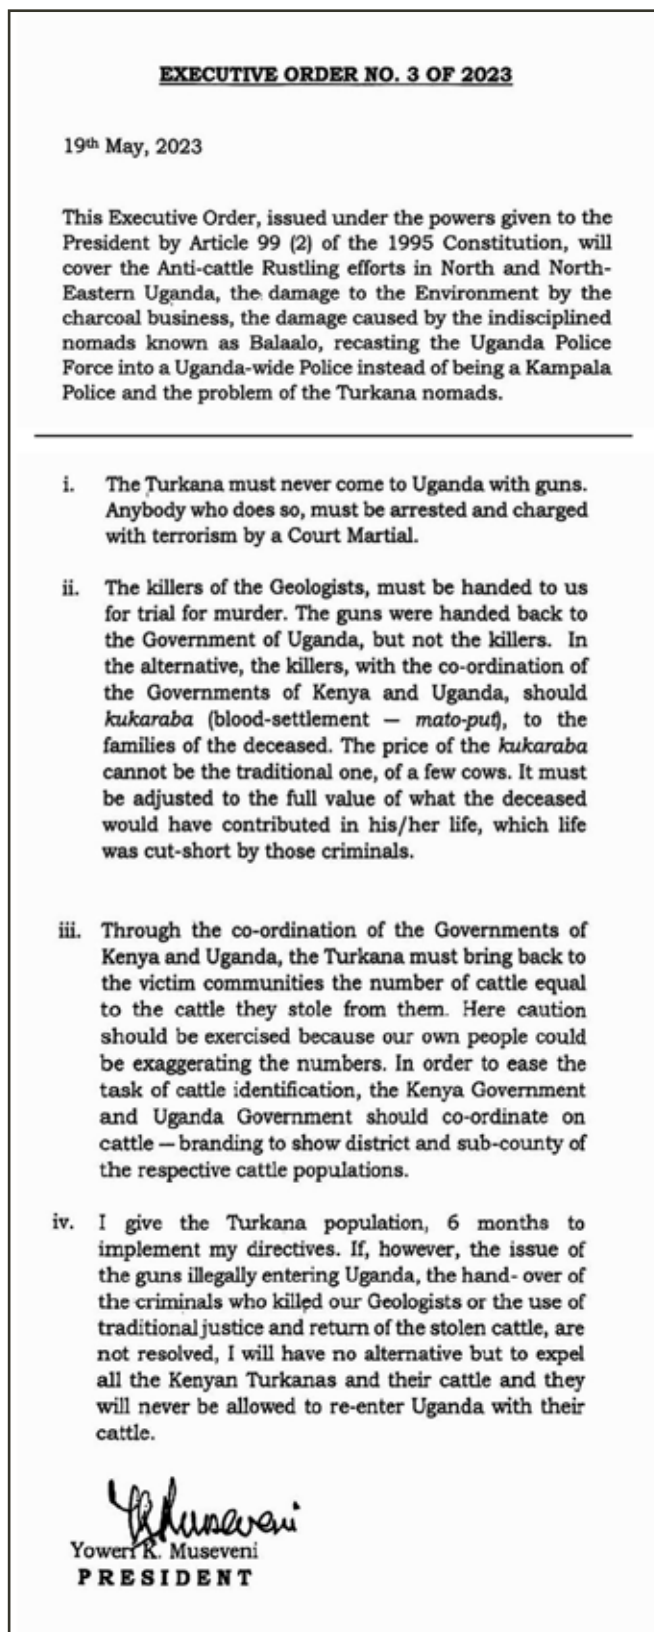 EXECUTIVE ORDER NO. 3 OF 2023
19th May, 2023
This Executive Order, issued under the powers given to the
President by Article 99 (2) of the 1995 Constitution, will
cover the Anti-cattle Rustling efforts in North and North-
Eastern Uganda, the damage to the Environment by the
charcoal business, the damage caused by the indisciplined
nomads known as Balaalo, recasting the Uganda Police
Force into a Uganda-wide Police instead of being a Kampala
Police and the problem of the Turkana nomads.
i. The Turkana must never come to Uganda with guns.
Anybody who does so, must be arrested and charged
with terrorism by a Court Martial.
ii. The killers of the Geologists, must be handed to us
for trial for murder. The guns were handed back to
the Government of Uganda, but not the killers. In
the alternative, the killers, with the co-ordination of
the Governments of Kenya and Uganda, should
kukaraba (blood-settlement – mato-put), to the
families of the deceased. The price of the kukaraba
cannot be the traditional one, of a few cows. It must
be adjusted to the full value of what the deceased
would have contributed in his/her life, which life
was cut-short by those criminals.
iii. Through the co-ordination of the Governments of
Kenya and Uganda, the Turkana must bring back to
the victim communities the number of cattle equal
to the cattle they stole from them. Here caution
should be exercised because our own people could
be exaggerating the numbers. In order to ease the
task of cattle identification, the Kenya Government
and Uganda Government should co-ordinate on
cattle – branding to show district and sub-county of
the respective cattle populations.
iv. I give the Turkana population, 6 months to
implement my directives. If, however, the issue of
the guns illegally entering Uganda, the hand- over of
the criminals who killed our Geologists or the use of
traditional justice and return of the stolen cattle, are
not resolved, I will have no alternative but to expel
all the Kenyan Turkanas and their cattle and they
will never be allowed to re-enter Uganda with their
cattle.
YKMuseveni
Yoweri K. Museveni
PRESIDENT